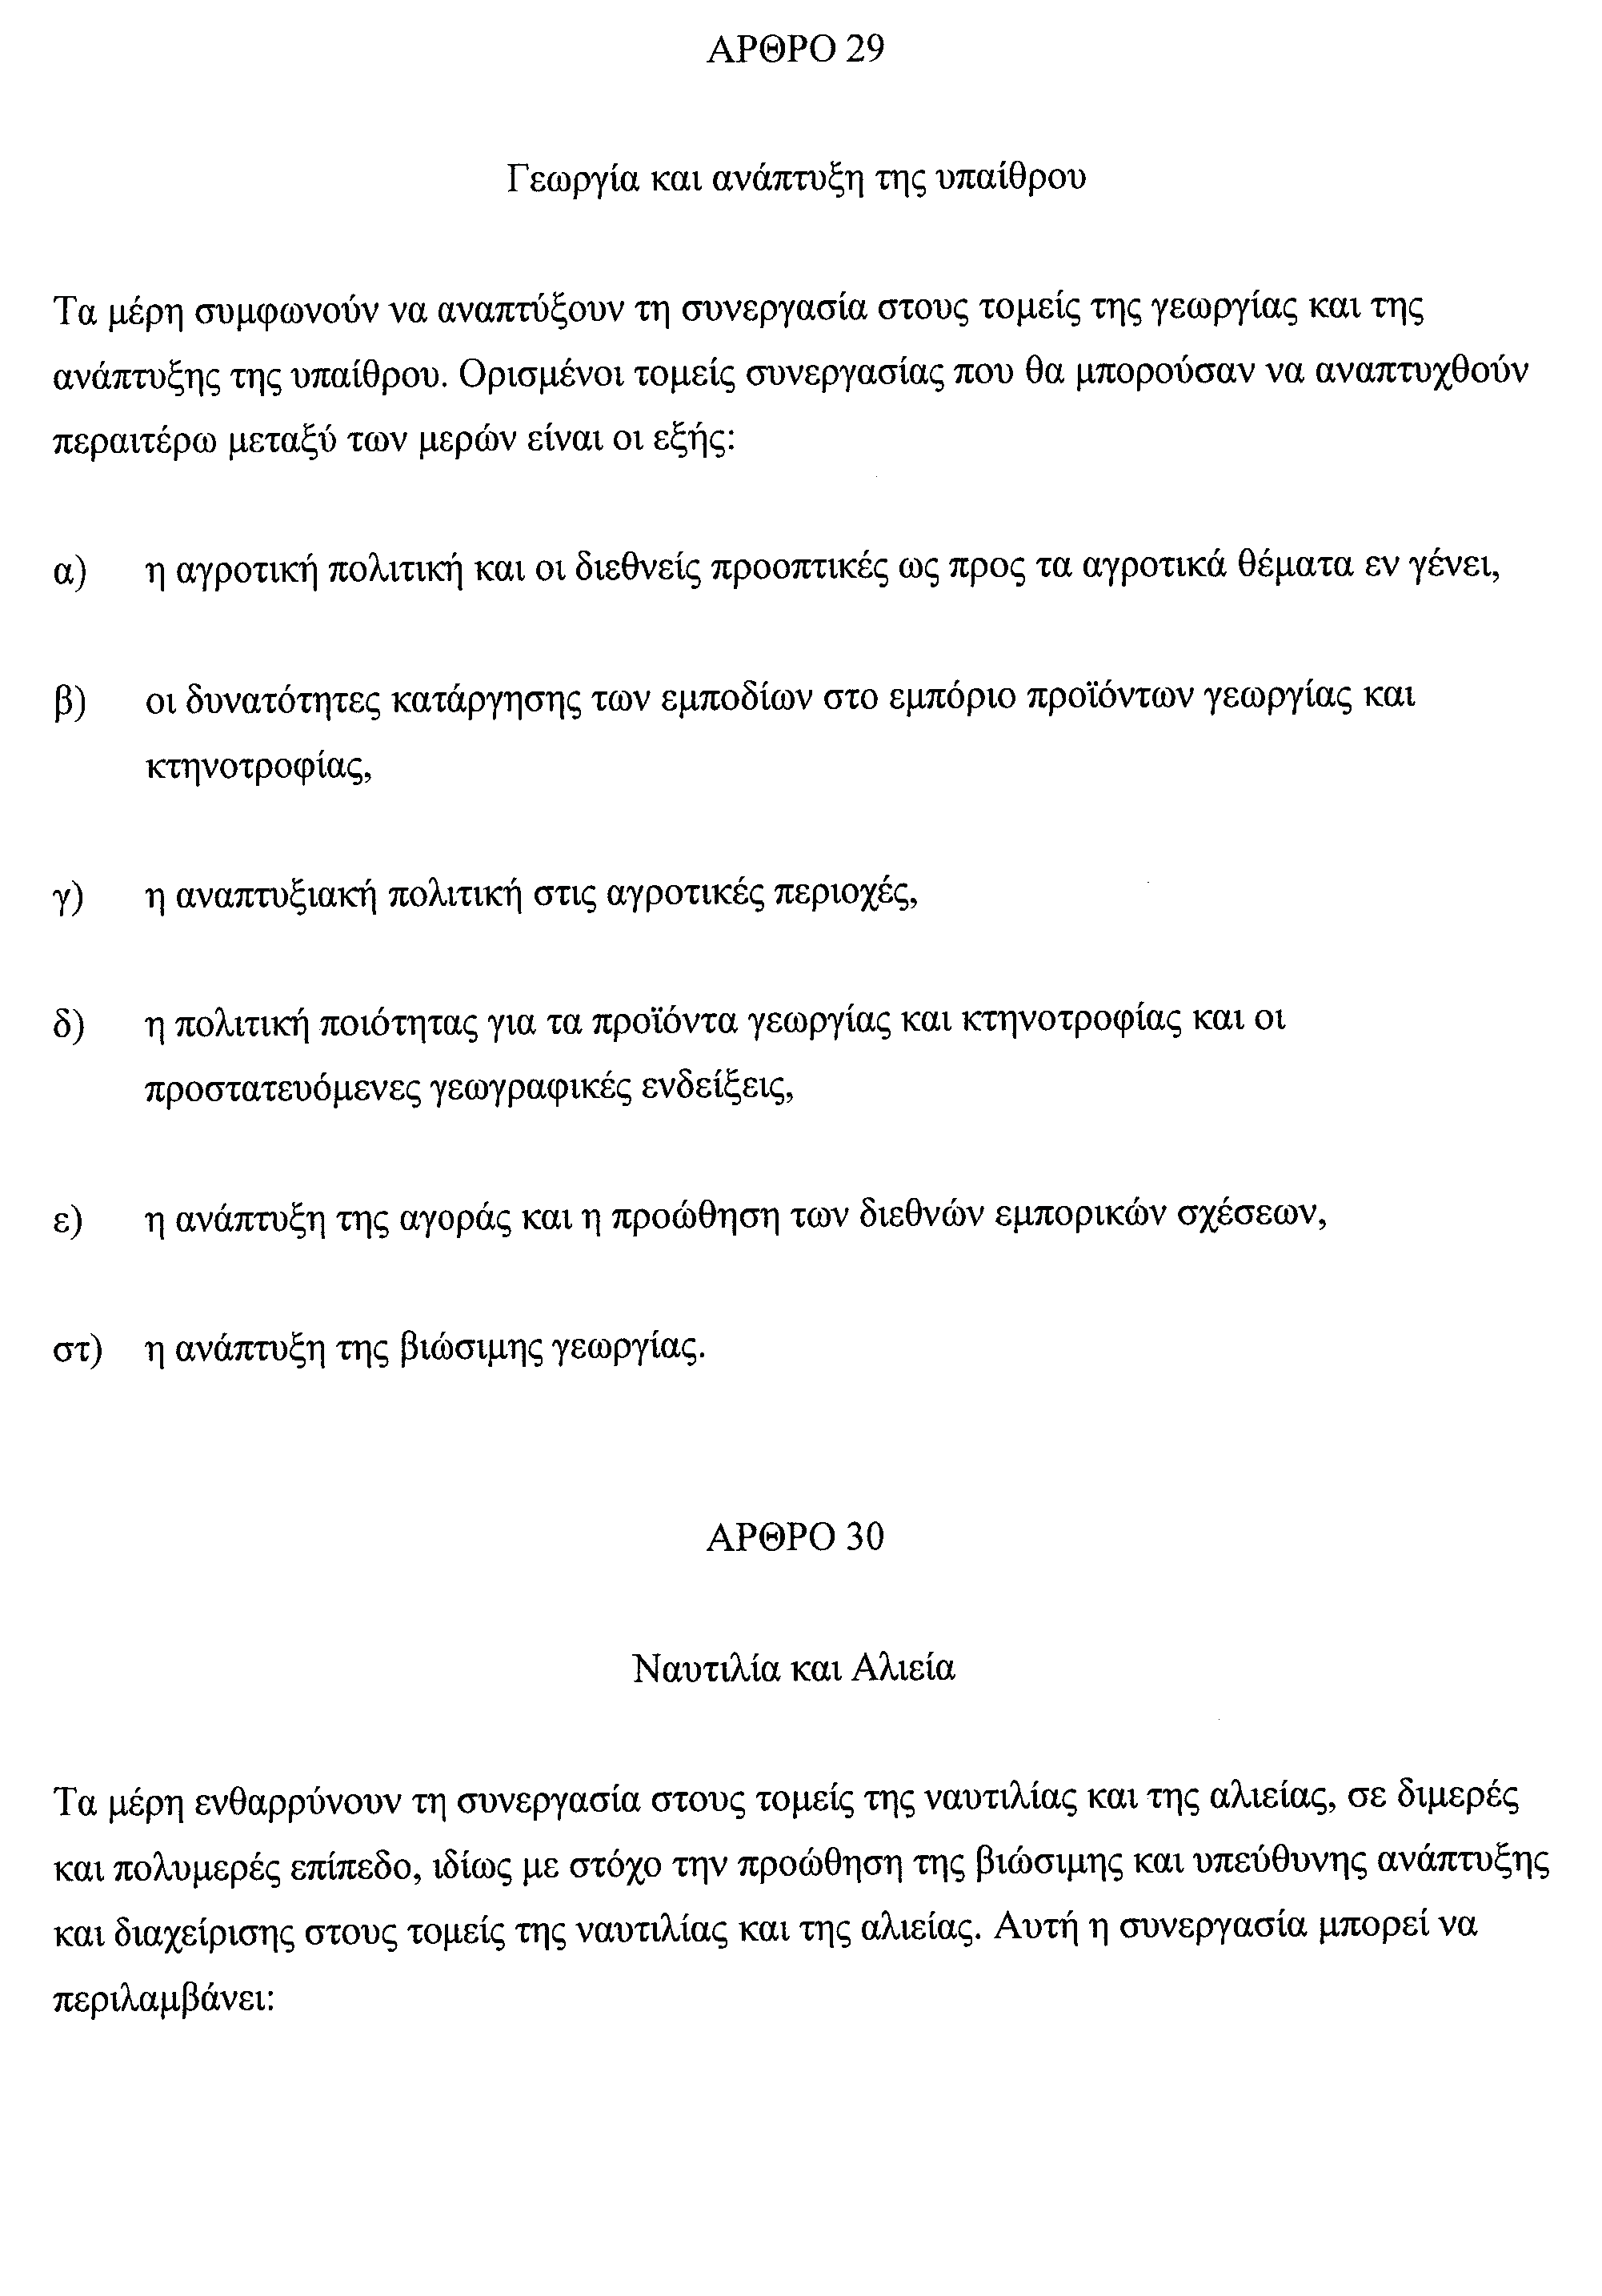 ΑΡΘΡΟ 29
Γεωργία και ανάπτυξη της υπαίθρου
Τα μέρη συμφωνούν να αναπτύξουν τη συνεργασία στους τομείς της γεωργίας και της
ανάπτυξης της υπαίθρου. Ορισμένοι τομείς συνεργασίας που θα μπορούσαν να αναπτυχθούν
περαιτέρω μεταξύ των μερών είναι οι εξής:
α) η αγροτική πολιτική και οι διεθνείς προοπτικές ως προς τα αγροτικά θέματα εν γένει,
β) οι δυνατότητες κατάργησης των εμποδίων στο εμπόριο προϊόντων γεωργίας και
κτηνοτροφίας,
γ) η αναπτυξιακή πολιτική στις αγροτικές περιοχές,
δ) η πολιτική ποιότητας για τα προϊόντα γεωργίας και κτηνοτροφίας και οι
προστατευόμενες γεωγραφικές ενδείξεις,
ε) η ανάπτυξη της αγοράς και η προώθηση των διεθνών εμπορικών σχέσεων,
στ) η ανάπτυξη της βιώσιμης γεωργίας.
ΑΡΘΡΟ 30
Ναυτιλία και Αλιεία
Τα μέρη ενθαρρύνουν τη συνεργασία στους τομείς της ναυτιλίας και της αλιείας, σε διμερές
και πολυμερές επίπεδο, ιδίως με στόχο την προώθηση της βιώσιμης και υπεύθυνης ανάπτυξης
και διαχείρισης στους τομείς της ναυτιλίας και της αλιείας. Αυτή η συνεργασία μπορεί να
περιλαμβάνει: